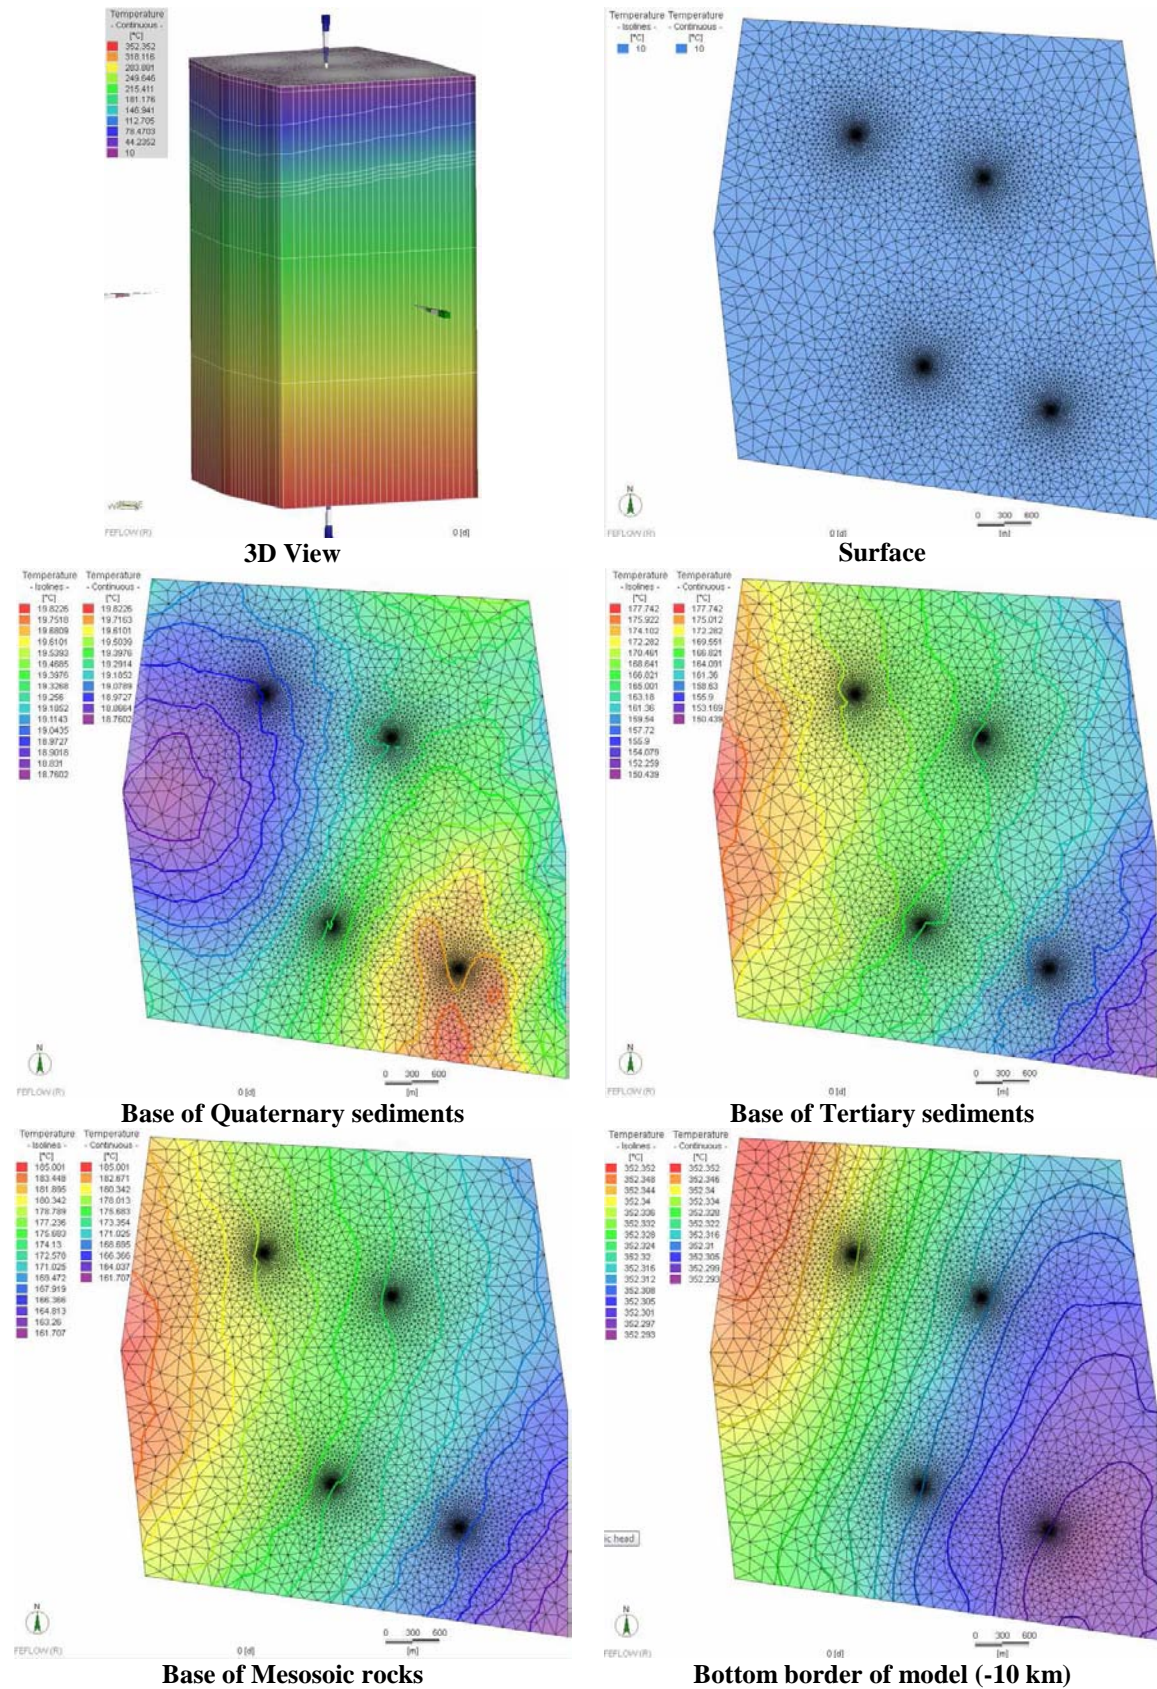 Temperature
- Continuous -
[°C]
352.352
318.116
283.881
249.646
215.411
181.176
146.941
112.705
78.4703
44.2352
10
FEFLOW (R)
0 [d]
3D View
Temperature Temperature
- Isolines - - Continuous -
[°C] [°C]
10 10
N
0 300 600
FEFLOW (R)
0 [d]
[m]
Surface
Temperature Temperature
- Isolines - - Continuous -
[°C] [°C]
19.8226 19.8226
19.7518 19.7163
19.6809 19.6101
19.6101 19.5039
19.5393 19.3976
19.4685 19.2914
19.3976 19.1852
19.3268 19.0789
19.256 18.9727
19.1852 18.8664
19.1143 18.7602
19.0435
18.9727
18.9018
18.831
18.7602
N
0 300 600
FEFLOW (R)
0 [d]
[m]
Base of Quaternary sediments
Temperature Temperature
- Isolines - - Continuous -
[°C] [°C]
177.742 177.742
175.922 175.012
174.102 172.282
172.282 169.551
170.461 166.821
168.641 164.091
166.821 161.36
165.001 158.63
163.18 155.9
161.36 153.169
159.54 150.439
157.72
155.9
154.079
152.259
150.439
N
0 300 600
FEFLOW (R)
0 [d]
[m]
Base of Tertiary sediments
Temperature Temperature
- Isolines - - Continuous -
[°C] [°C]
185.001 185.001
183.448 182.671
181.895 180.342
180.342 178.013
178.789 175.683
177.236 173.354
175.683 171.025
174.13 168.695
172.578 166.366
171.025 164.037
169.472 161.707
167.919
166.366
164.813
163.26
161.707
N
0 300 600
FEFLOW (R)
0 [d]
[m]
Base of Mesosoic rocks
Temperature Temperature
- Isolines - - Continuous -
[°C] [°C]
352.352 352.352
352.348 352.346
352.344 352.34
352.34 352.334
352.336 352.328
352.332 352.322
352.328 352.316
352.324 352.31
352.32 352.305
352.316 352.299
352.312 352.293
352.308
352.305
352.301
352.297
352.293
ic head
N
0 300 600
FEFLOW (R)
0 [d]
[m]
Bottom border of model (-10 km)